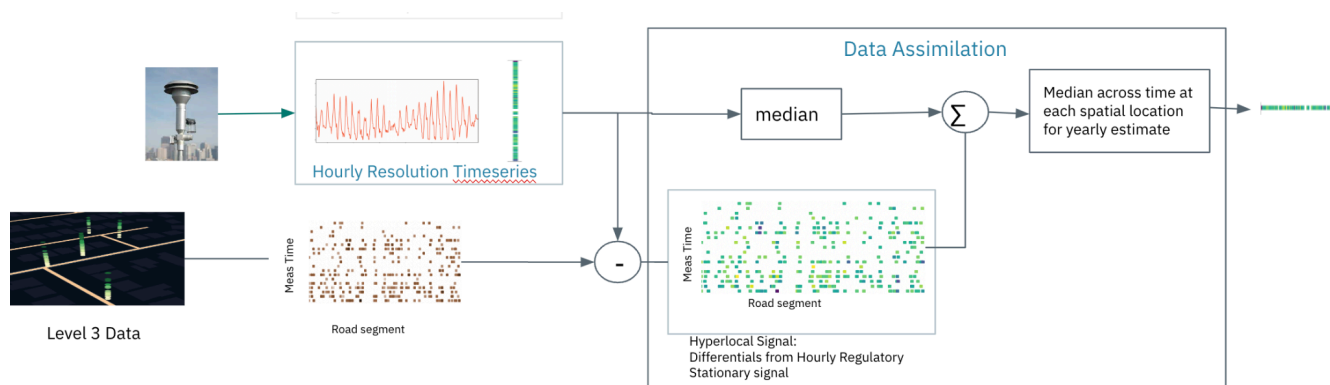 Data Assimilation
Hourly Resolution Timeseries
median
Σ
Median across time at
each spatial location
for yearly estimate
Level 3 Data
Meas Time
Road segment
-
Meas Time
Road segment
Hyperlocal Signal:
Differentials from Hourly Regulatory
Stationary signal